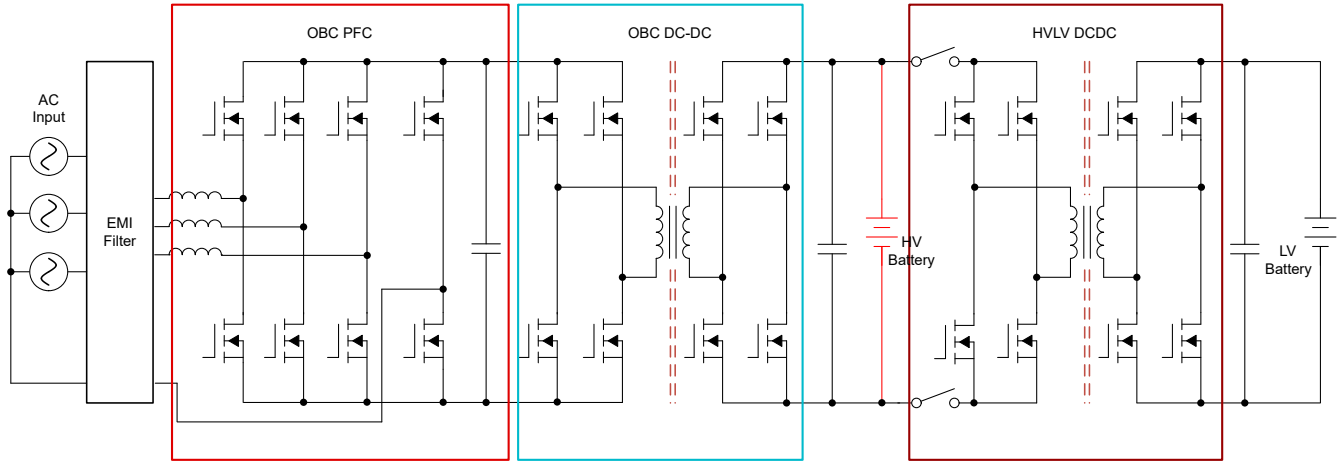 OBC PFC
OBC DC-DC
HVLV DCDC
AC
Input
EMI
Filter
HV
Battery
LV
Battery